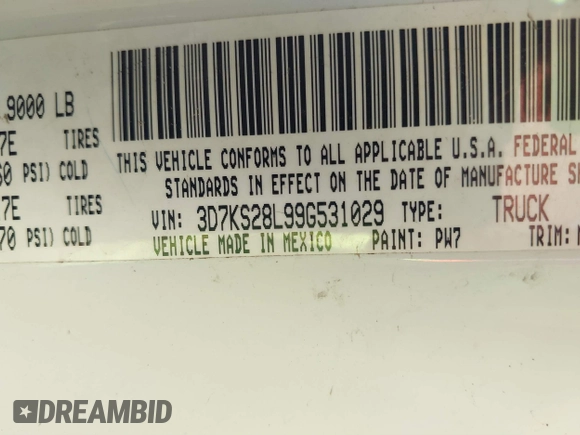 9000 LB
7E TIRES
60 PSI) COLD
7E TIRES
70 PSI) COLD
THIS VEHICLE CONFORMS TO ALL APPLICABLE U.S.A. FEDERAL
STANDARDS IN EFFECT ON THE DATE OF MANUFACTURE
VIN: 3D7KS28L99G531029 TYPE: TRUCK
VEHICLE MADE IN MEXICO PAINT: PW7 TRIM:
DREAMBID